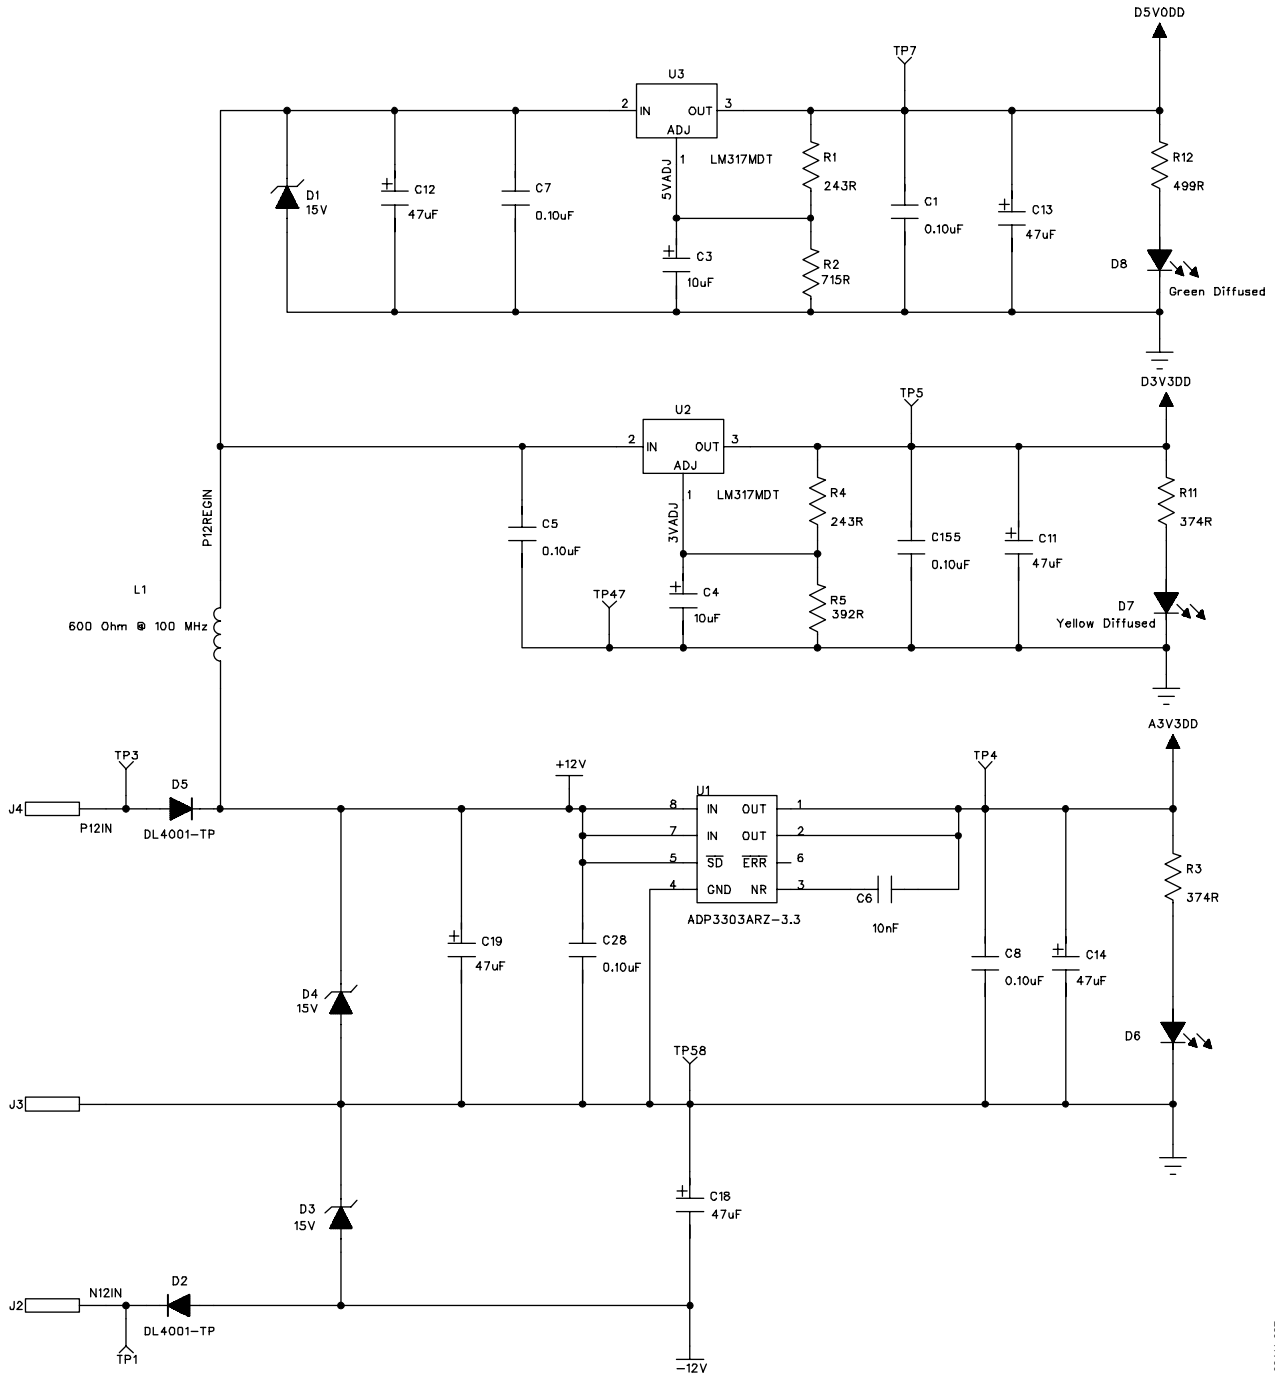 D5V0DD
TP7
U3
2 IN OUT 3
ADJ
1 LM317MDT
5VADJ
R1
243R
R12
499R
D1
15V
C12
47uF
C7
0.10uF
C1
0.10uF
C13
47uF
C3
10uF
R2
715R
D8
Green Diffused
D3V3DD
TP5
U2
2 IN OUT 3
ADJ
1 LM317MDT
3VADJ
P12REGIN
R4
243R
R11
374R
C5
0.10uF
C155
0.10uF
C11
47uF
L1
600 Ohm @ 100 MHz
TP47
C4
10uF
R5
392R
D7
Yellow Diffused
A3V3DD
TP3
D5
+12V
TP4
U1
J4
P12IN
DL4001-TP
8 IN OUT 1
7 IN OUT 2
5 SD ERR 6
4 GND NR 3
ADP3303ARZ-3.3
C6
10nF
R3
374R
C19
47uF
C28
0.10uF
C8
0.10uF
C14
47uF
D4
15V
D6
TP58
J3
D3
15V
C18
47uF
J2
N12IN
D2
DL4001-TP
TP1
-12V